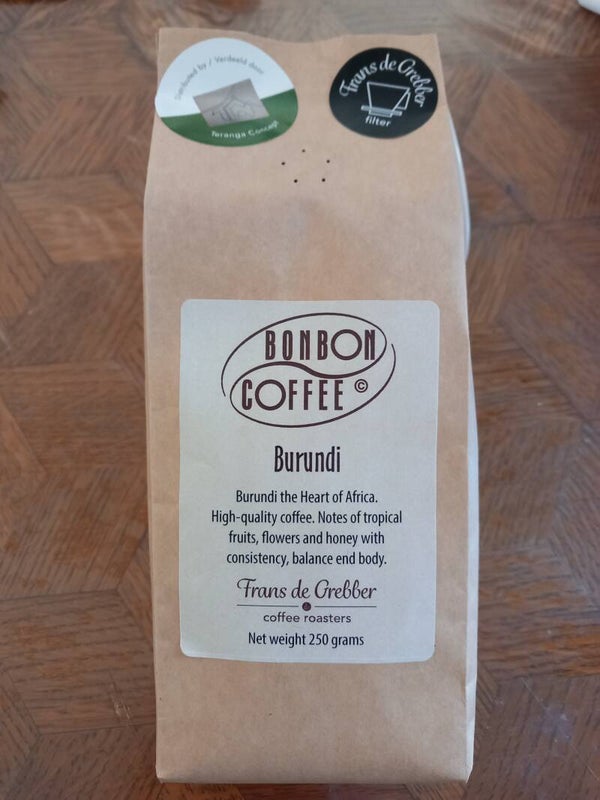 Distributed by / Verdeeld door
Teranga Concept
Frans de Grebber
filter
BONBON
COFFEE ©
Burundi
Burundi the Heart of Africa.
High-quality coffee. Notes of tropical
fruits, flowers and honey with
consistency, balance end body.
Frans de Grebber
coffee roasters
Net weight 250 grams